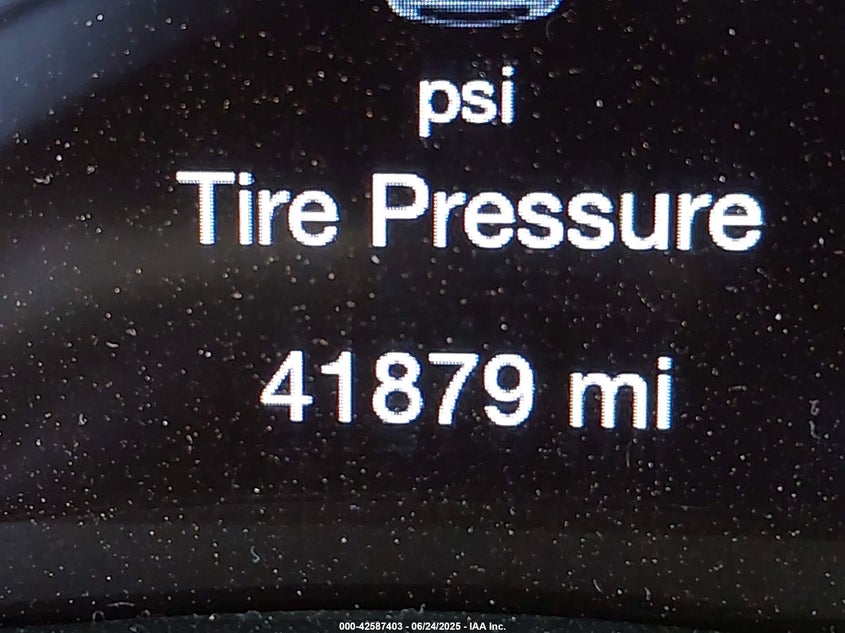 psi
Tire Pressure
41879 mi
000-42587403 - 06/24/2025 - IAA Inc.